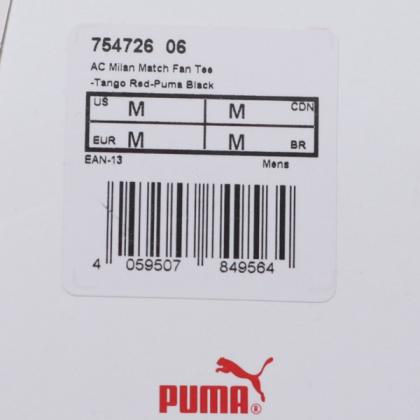 754726 06
AC Milan Match Fan Tee
-Tango Red-Puma Black
US M M CDN
EUR M M BR
EAN-13 Mens
4 059507 849564
PUMA®